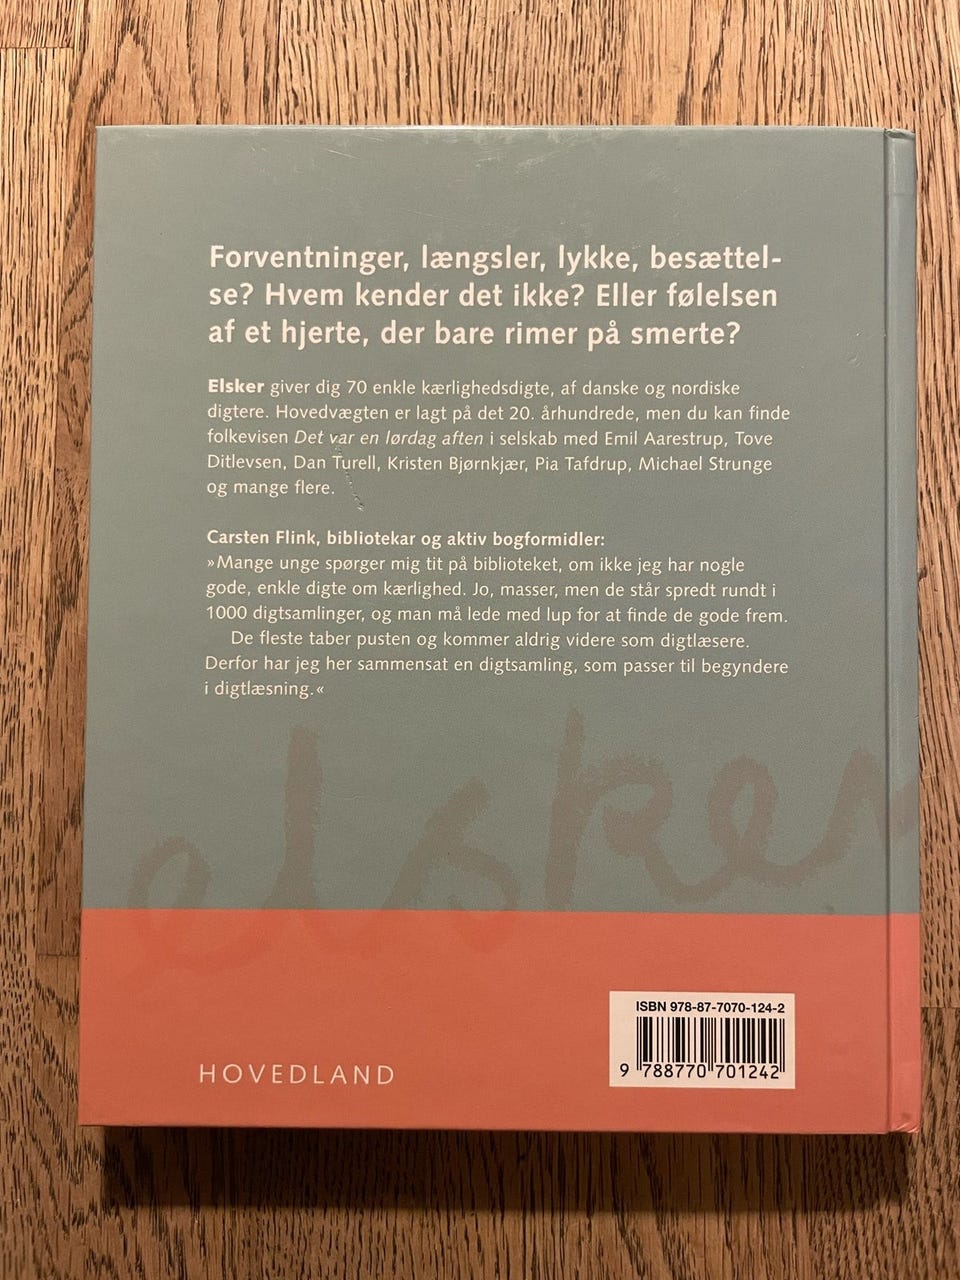 Forventninger, længsler, lykke, besættel-
se? Hvem kender det ikke? Eller følelsen
af et hjerte, der bare rimer på smerte?
Elsker giver dig 70 enkle kærlighedsdigte, af danske og nordiske
digtere. Hovedvægten er lagt på det 20. århundrede, men du kan finde
folkevisen Det var en lørdag aften i selskab med Emil Aarestrup, Tove
Ditlevsen, Dan Turell, Kristen Bjørnkjær, Pia Tafdrup, Michael Strunge
og mange flere.
Carsten Flink, bibliotekar og aktiv bogformidler:
»Mange unge spørger mig tit på biblioteket, om ikke jeg har nogle
gode, enkle digte om kærlighed. Jo, masser, men de står spredt rundt i
1000 digtsamlinger, og man må lede med lup for at finde de gode frem.
De fleste taber pusten og kommer aldrig videre som digtlæsere.
Derfor har jeg her sammensat en digtsamling, som passer til begyndere
i digtlæsning.«
elsker
ISBN 978-87-7070-124-2
9 788770 701242
HOVEDLAND